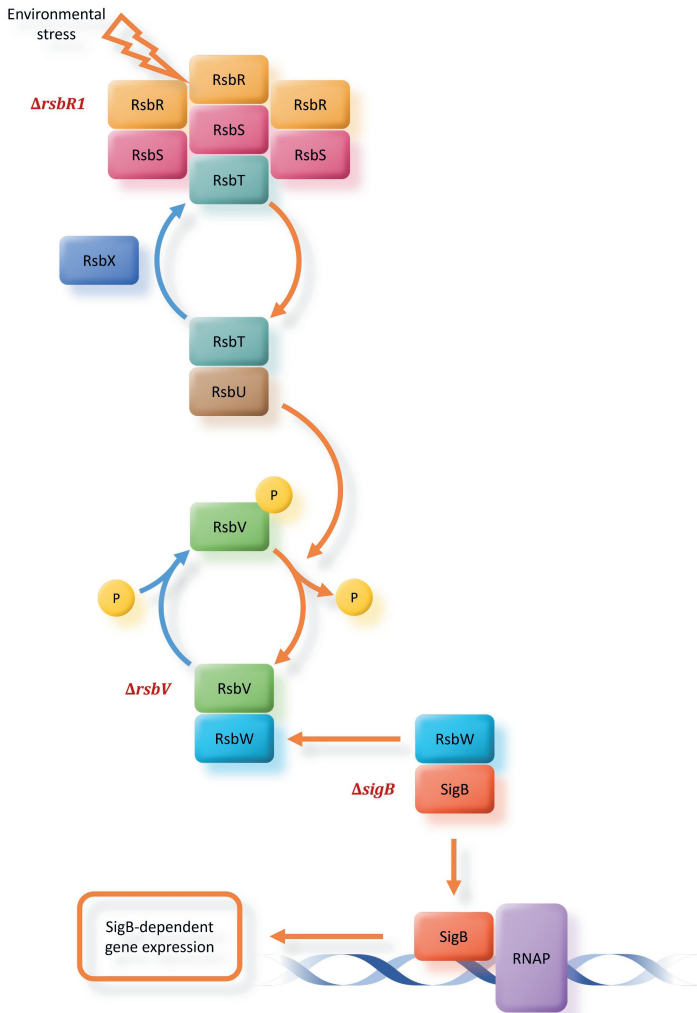 Environmental
stress
RsbR
RsbR
RsbR
ΔrsbR1
RsbS
RsbS
RsbS
RsbT
RsbX
RsbT
RsbU
P
RsbV
P
P
ΔrsbV
RsbV
RsbW
RsbW
ΔsigB
SigB
SigB-dependent
gene expression
SigB
RNAP